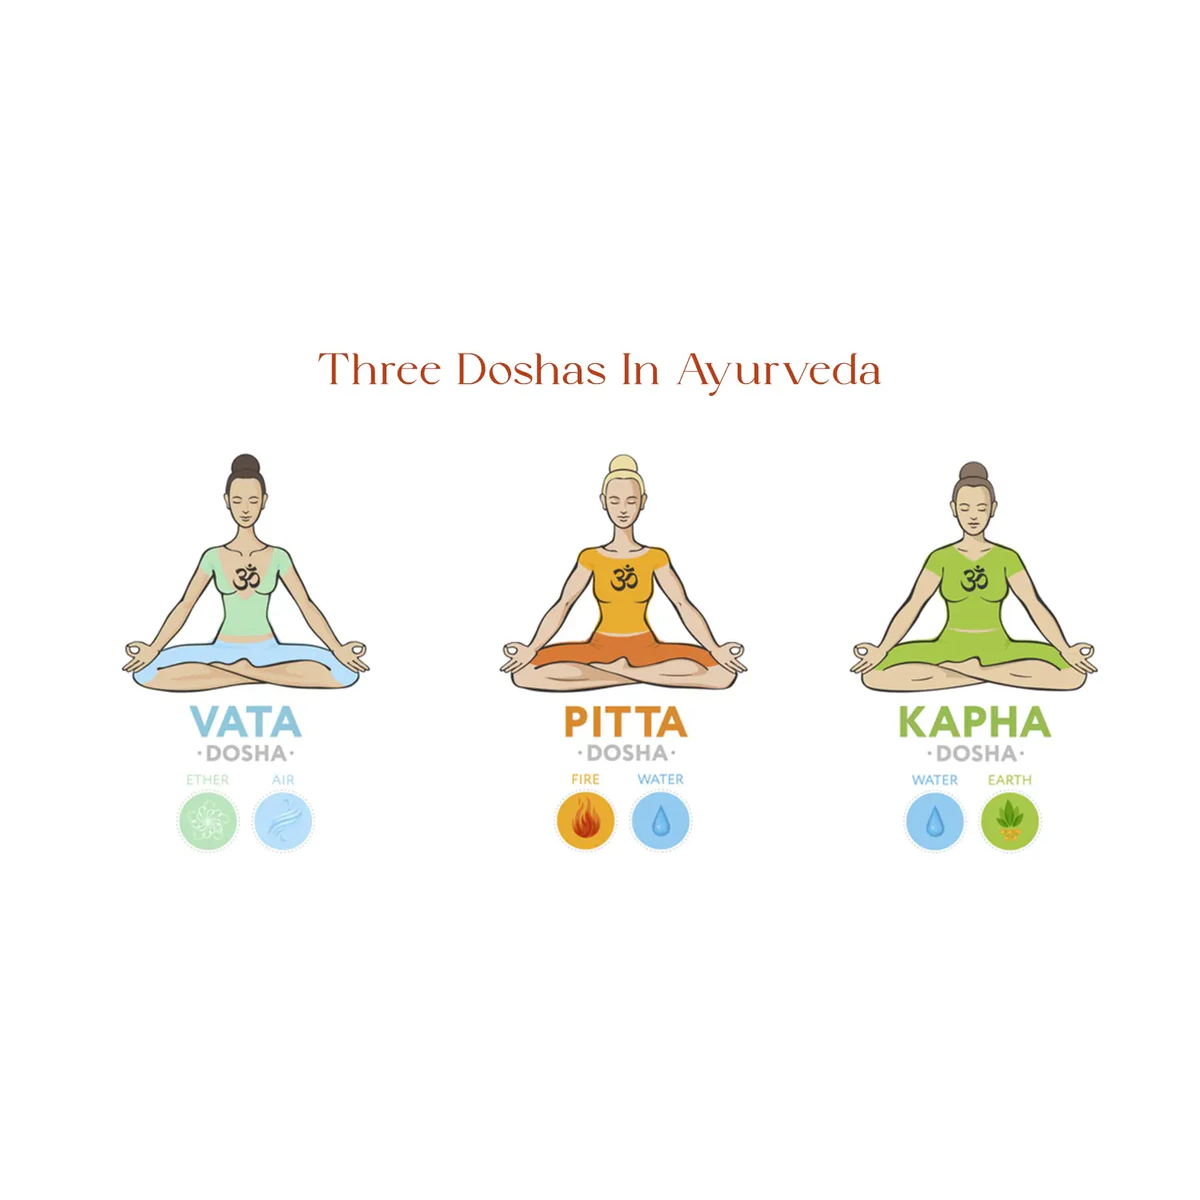 Three Doshas In Ayurveda
ॐ
ॐ
ॐ
VATA
·DOSHA·
ETHER AIR
PITTA
·DOSHA·
FIRE WATER
KAPHA
·DOSHA·
WATER EARTH